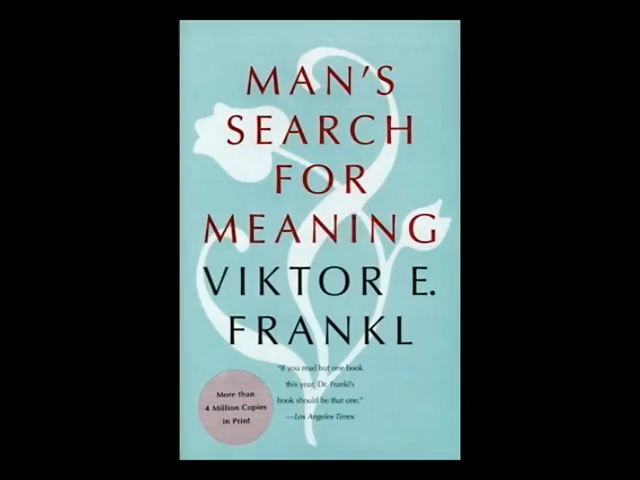 MAN'S
SEARCH
FOR
MEANING
VIKTOR E.
FRANKL
"If you read but one book
this year, Dr. Frankl's
book should be that one."
—Los Angeles Times
More than
4 Million Copies
in Print